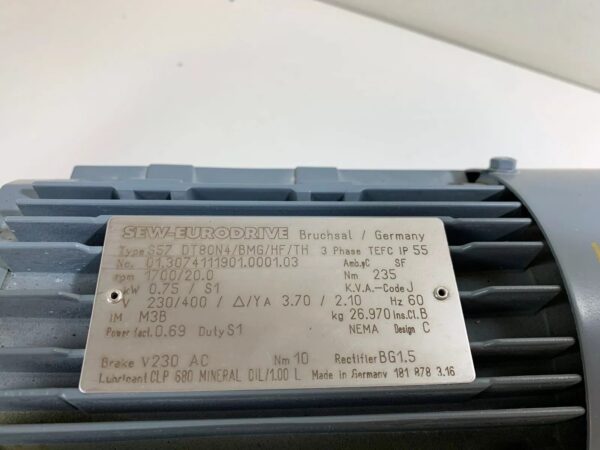 SEW-EURODRIVE Bruchsal / Germany
Type S57 DT80N4/BMG/HF/TH 3 Phase TEFC IP 55
No. 01.3074111901.0001.03 Amb.°C SF
rpm 1700/20.0 Nm 235
kW 0.75 / S1 K.V.A.-Code J
V 230/400 / △/YA 3.70 / 2.10 Hz 60
IM M3B kg 26.970 Ins.Cl.B
Power fact. 0.69 Duty S1 NEMA Design C
Brake V230 AC Nm 10 Rectifier BG1.5
Lubricant CLP 680 MINERAL OIL/1.00 L Made in Germany 181 878 3.16